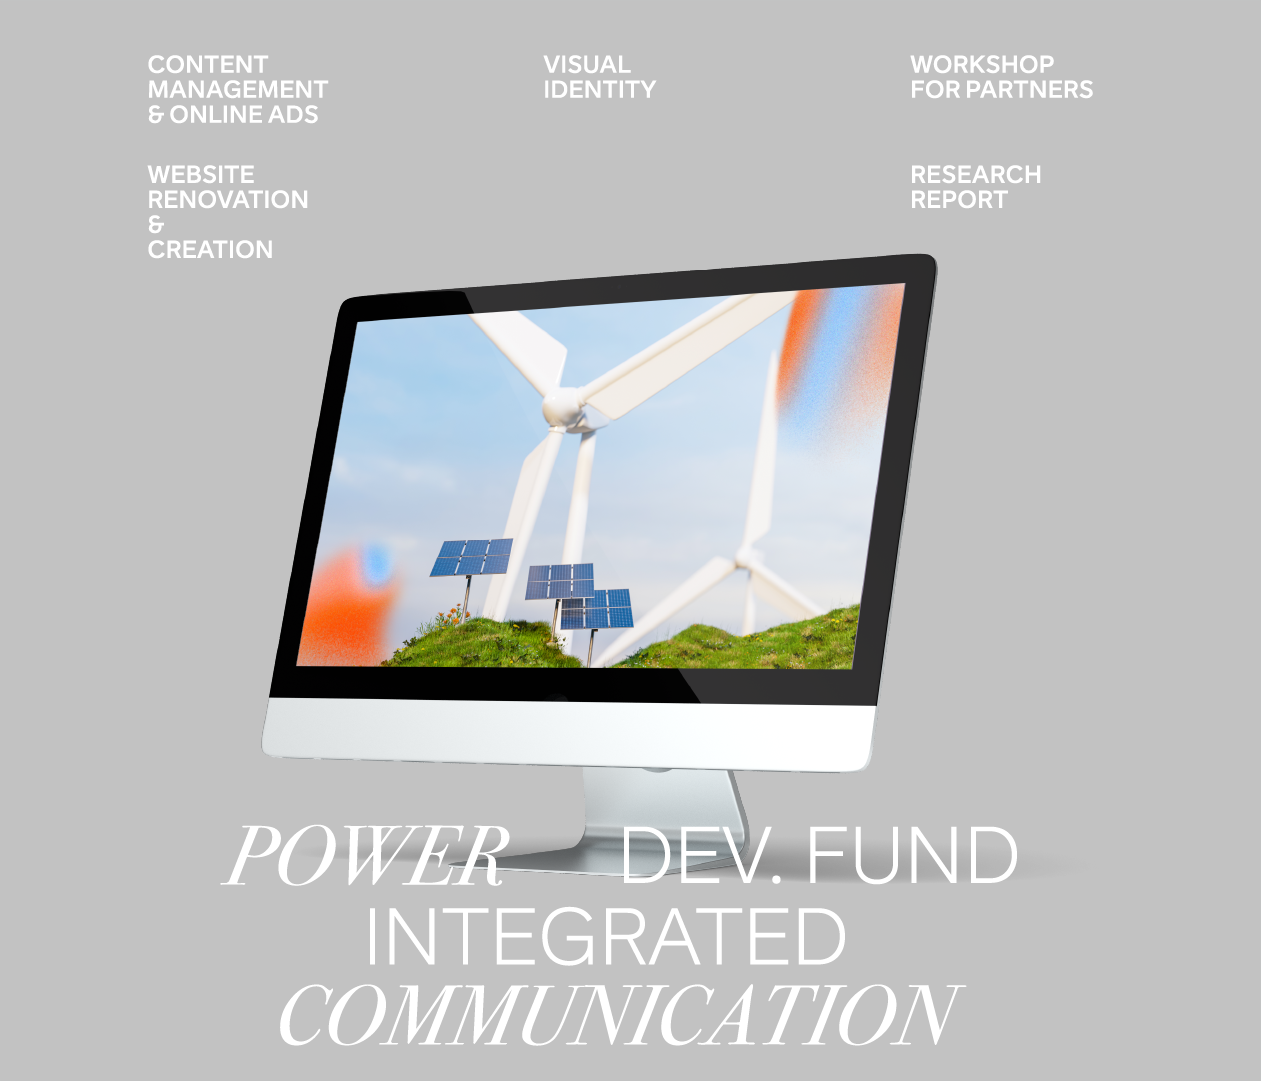 CONTENT
MANAGEMENT
& ONLINE ADS
VISUAL
IDENTITY
WORKSHOP
FOR PARTNERS
WEBSITE
RENOVATION
&
CREATION
RESEARCH
REPORT
POWER DEV. FUND
INTEGRATED
COMMUNICATION